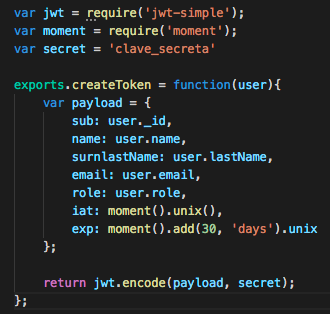 var jwt = require('jwt-simple');
var moment = require('moment');
var secret = 'clave_secreta'
exports.createToken = function(user){
var payload = {
sub: user._id,
name: user.name,
surnlastName: user.lastName,
email: user.email,
role: user.role,
iat: moment().unix(),
exp: moment().add(30, 'days').unix
};
return jwt.encode(payload, secret);
};